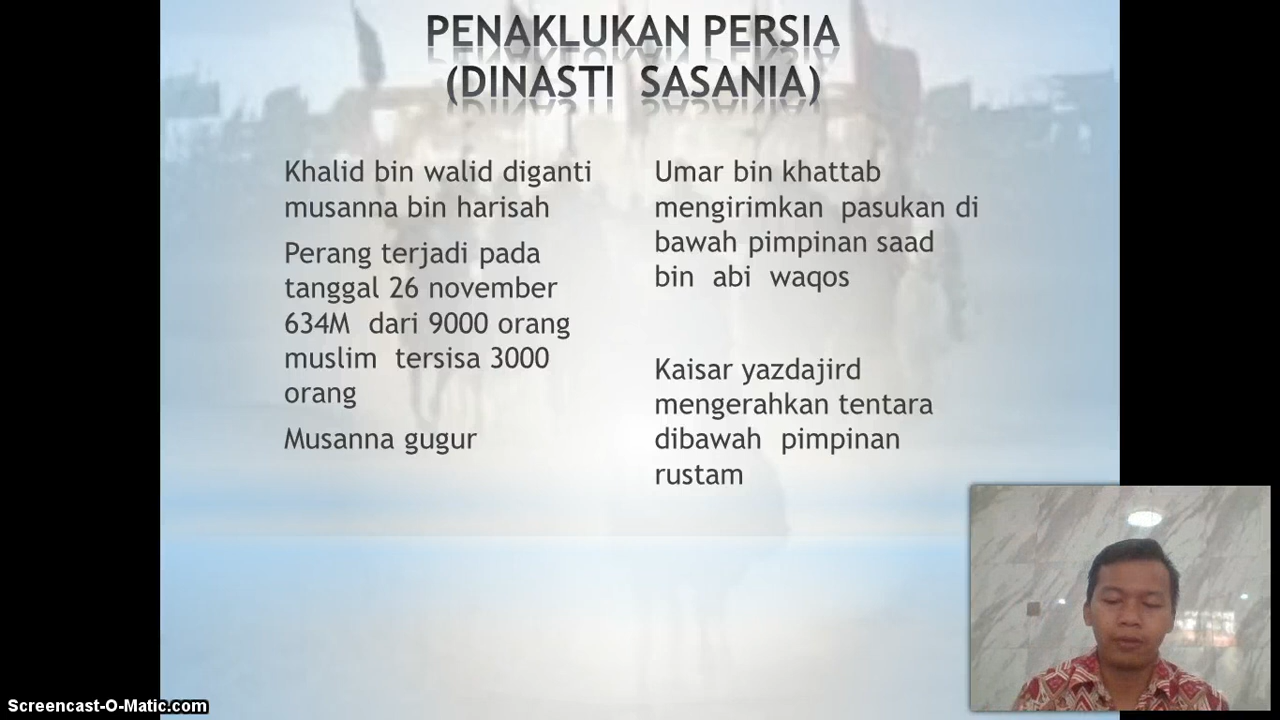 PENAKLUKAN PERSIA
(DINASTI SASANIA)
Khalid bin walid diganti
musanna bin harisah
Perang terjadi pada
tanggal 26 november
634M dari 9000 orang
muslim tersisa 3000
orang
Musanna gugur
Umar bin khattab
mengirimkan pasukan di
bawah pimpinan saad
bin abi waqos
Kaisar yazdajird
mengerahkan tentara
dibawah pimpinan
rustam
Screencast-O-Matic.com